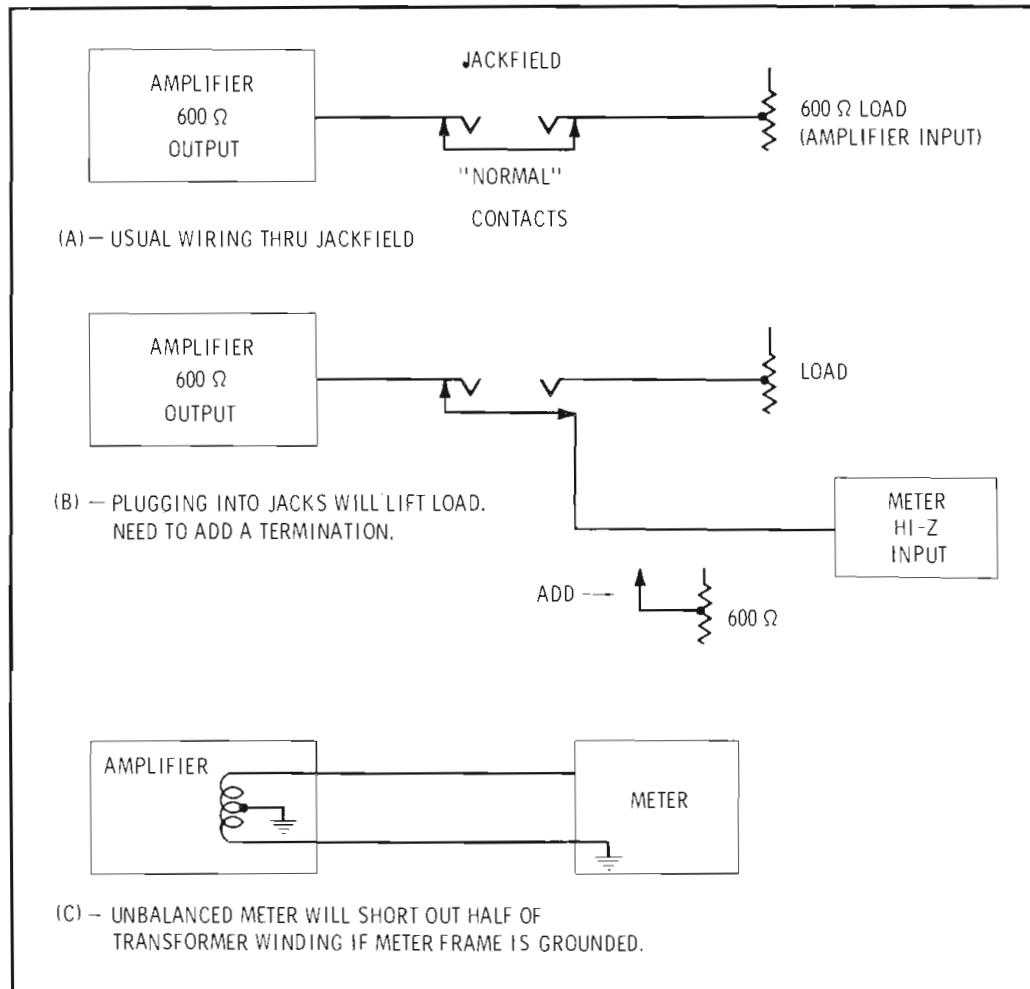 JACKFIELD
AMPLIFIER
600 Ω
OUTPUT
600 Ω LOAD
(AMPLIFIER INPUT)
"NORMAL"
CONTACTS
(A) — USUAL WIRING THRU JACKFIELD
AMPLIFIER
600 Ω
OUTPUT
LOAD
(B) — PLUGGING INTO JACKS WILL LIFT LOAD.
NEED TO ADD A TERMINATION.
METER
HI-Z
INPUT
ADD
600 Ω
AMPLIFIER
METER
(C) — UNBALANCED METER WILL SHORT OUT HALF OF
TRANSFORMER WINDING IF METER FRAME IS GROUNDED.